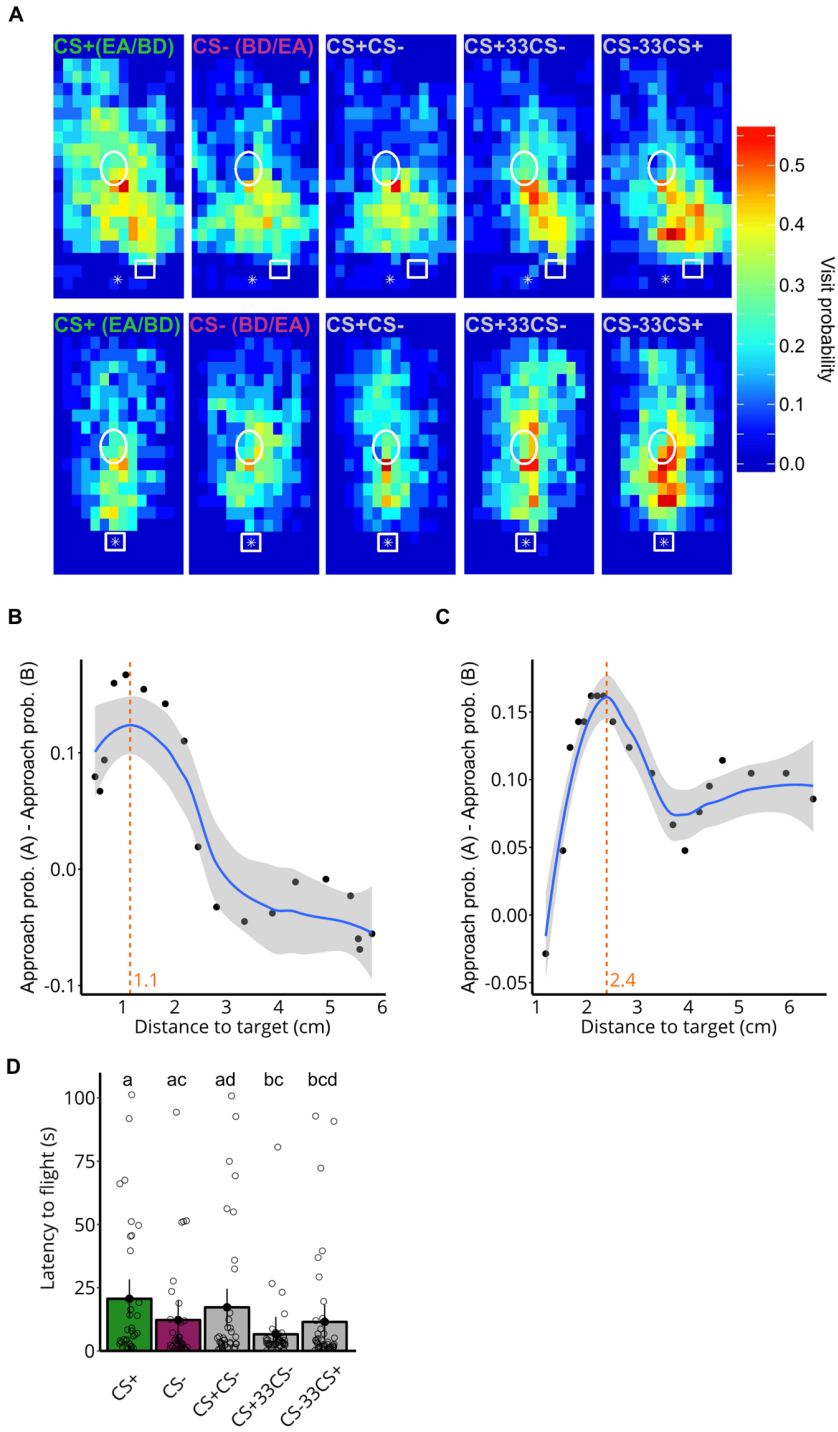 A
CS+(EA/BD) CS- (BD/EA) CS+CS- CS+33CS- CS-33CS+
0.5
0.4
0.3
0.2
0.1
0.0
Visit probability
CS+ (EA/BD) CS- (BD/EA) CS+CS- CS+33CS- CS-33CS+
B
Approach prob. (A) - Approach prob. (B)
0.1
0.0
-0.1
1.1
1 2 3 4 5 6
Distance to target (cm)
C
Approach prob. (A) - Approach prob. (B)
0.15
0.10
0.05
0.00
-0.05
2.4
1 2 3 4 5 6
Distance to target (cm)
D
Latency to flight (s)
a ac ad bc bcd
100
75
50
25
0
CS+ CS- CS+CS- CS+33CS- CS-33CS+